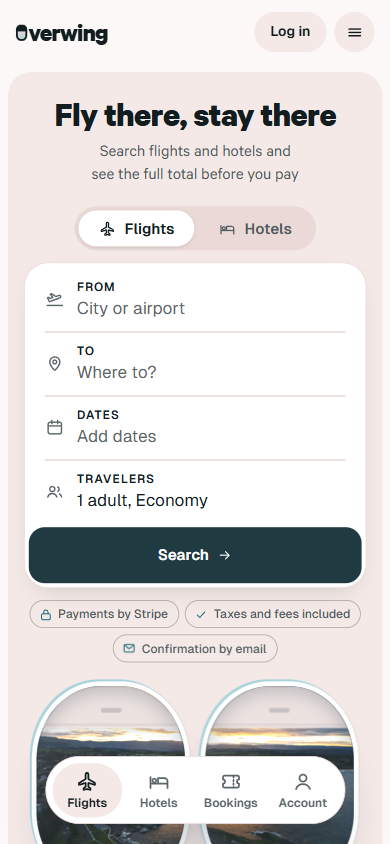 verwing
Log in
Fly there, stay there
Search flights and hotels and
see the full total before you pay
Flights
Hotels
FROM
City or airport
TO
Where to?
DATES
Add dates
TRAVELERS
1 adult, Economy
Search →
Payments by Stripe
Taxes and fees included
Confirmation by email
Flights
Hotels
Bookings
Account